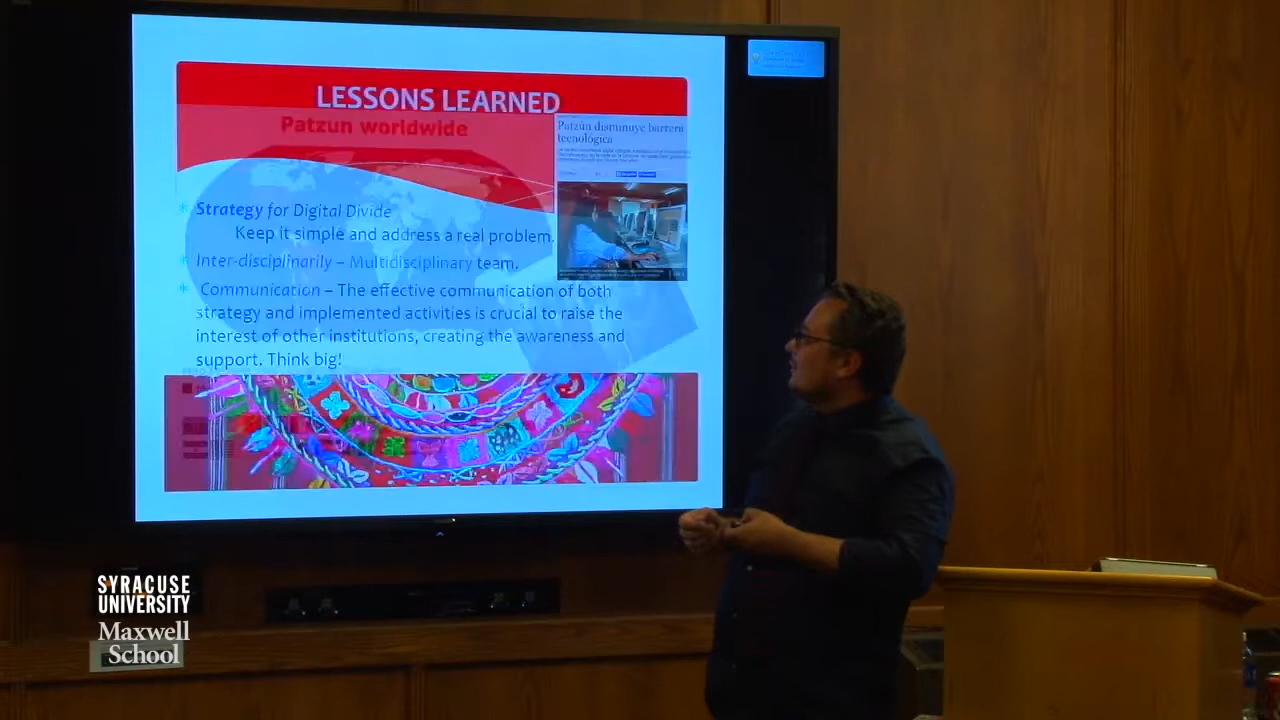 LESSONS LEARNED
Patzun worldwide
Patzún disminuye barrera
tecnológica
* Strategy for Digital Divide
Keep it simple and address a real problem.
* Inter-disciplinarily – Multidisciplinary team.
* Communication – The effective communication of both
strategy and implemented activities is crucial to raise the
interest of other institutions, creating the awareness and
support. Think big!
SYRACUSE
UNIVERSITY
Maxwell
School